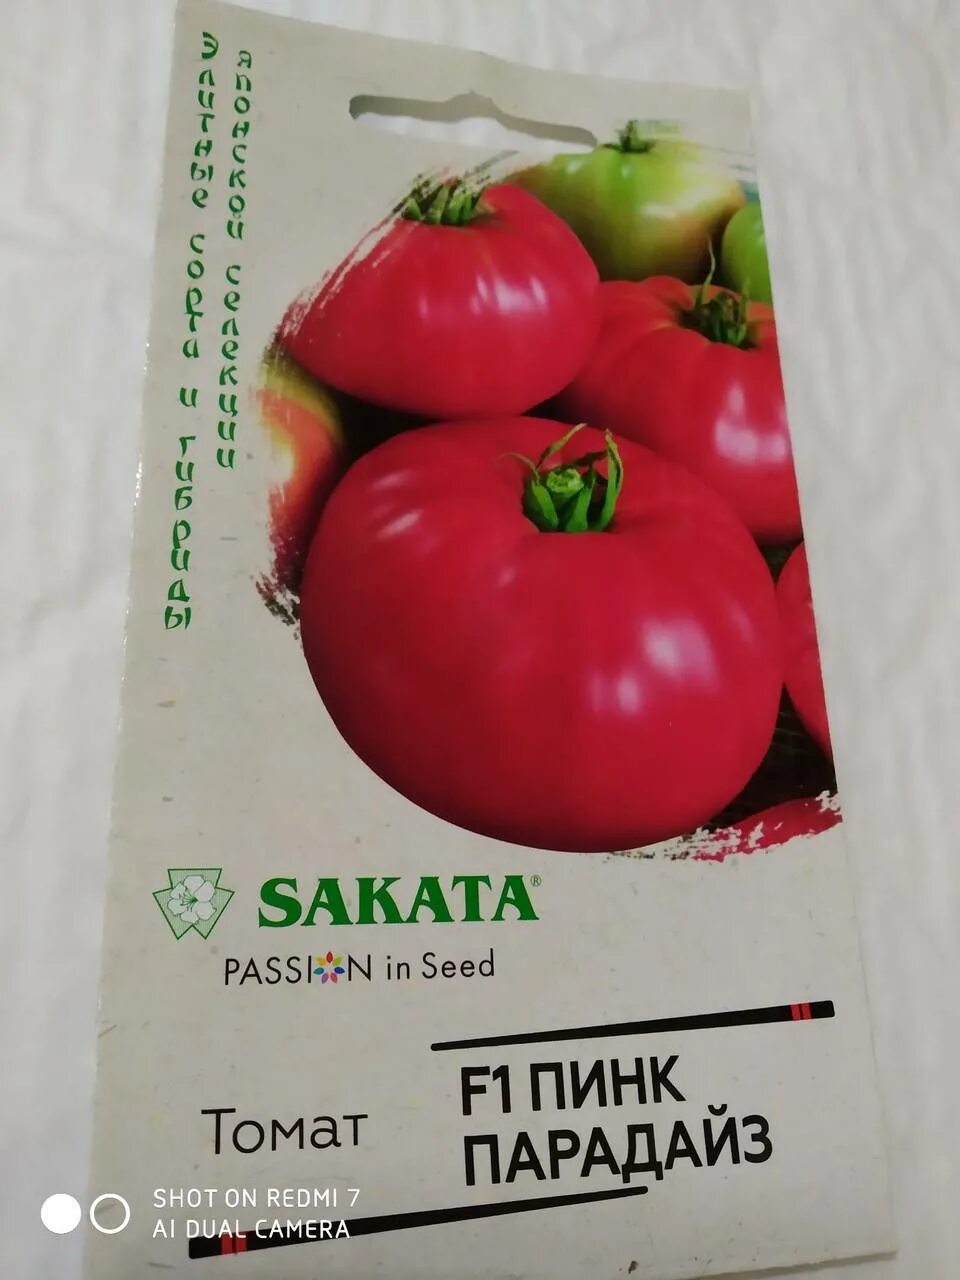 Элитные сорта и гибриды
японской селекции
SAKATA®
PASSION in Seed
Томат
F1 ПИНК
ПАРАДАЙЗ
SHOT ON REDMI 7
AI DUAL CAMERA